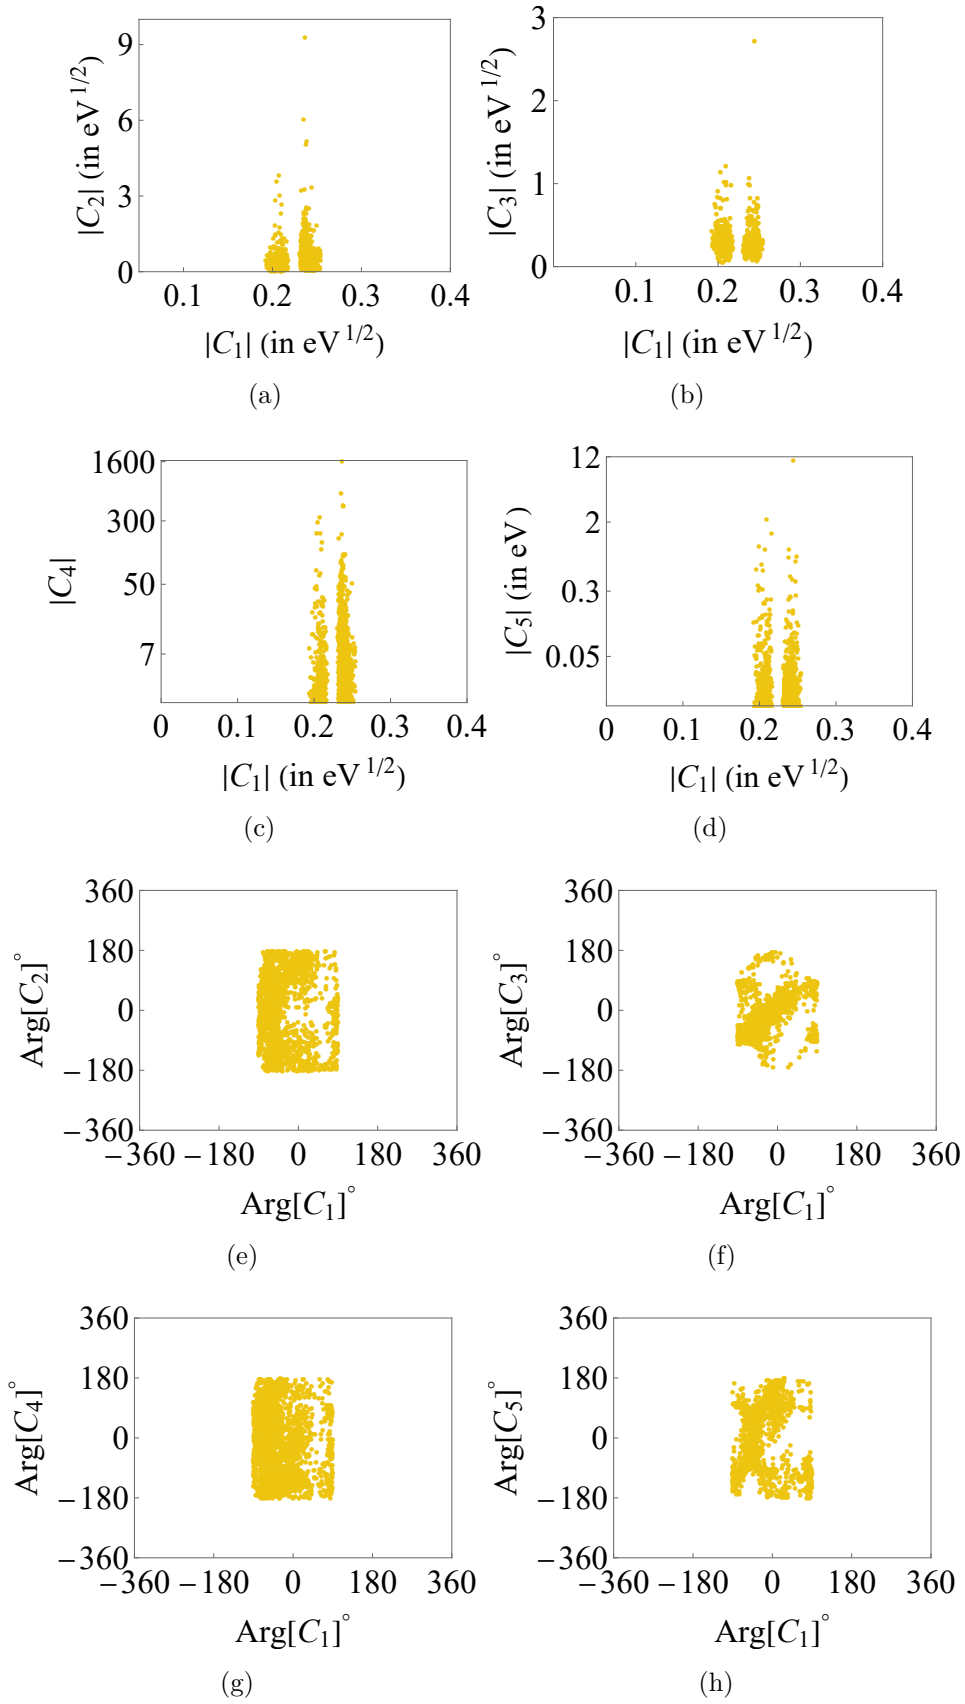 9
6
3
0
|C₂| (in eV^1/2)
0.1 0.2 0.3 0.4
|C₁| (in eV^1/2)
(a)
3
2
1
0
|C₃| (in eV^1/2)
0.1 0.2 0.3 0.4
|C₁| (in eV^1/2)
(b)
1600
300
50
7
|C₄|
0 0.1 0.2 0.3 0.4
|C₁| (in eV^1/2)
(c)
12
2
0.3
0.05
|C₅| (in eV)
0 0.1 0.2 0.3 0.4
|C₁| (in eV^1/2)
(d)
360
180
0
−180
−360
Arg[C₂]°
−360 −180 0 180 360
Arg[C₁]°
(e)
360
180
0
−180
−360
Arg[C₃]°
−360 −180 0 180 360
Arg[C₁]°
(f)
360
180
0
−180
−360
Arg[C₄]°
−360 −180 0 180 360
Arg[C₁]°
(g)
360
180
0
−180
−360
Arg[C₅]°
−360 −180 0 180 360
Arg[C₁]°
(h)